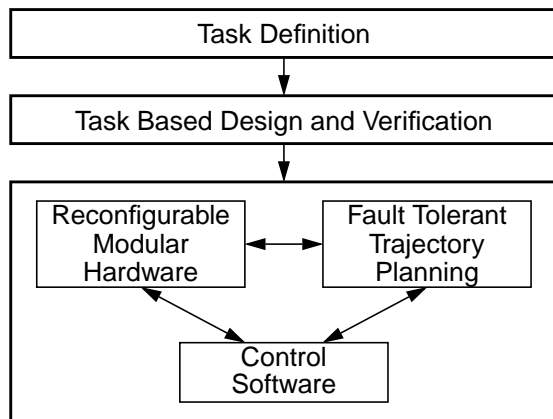 Task Definition
Task Based Design and Verification
Reconfigurable
Modular
Hardware
Fault Tolerant
Trajectory
Planning
Control
Software